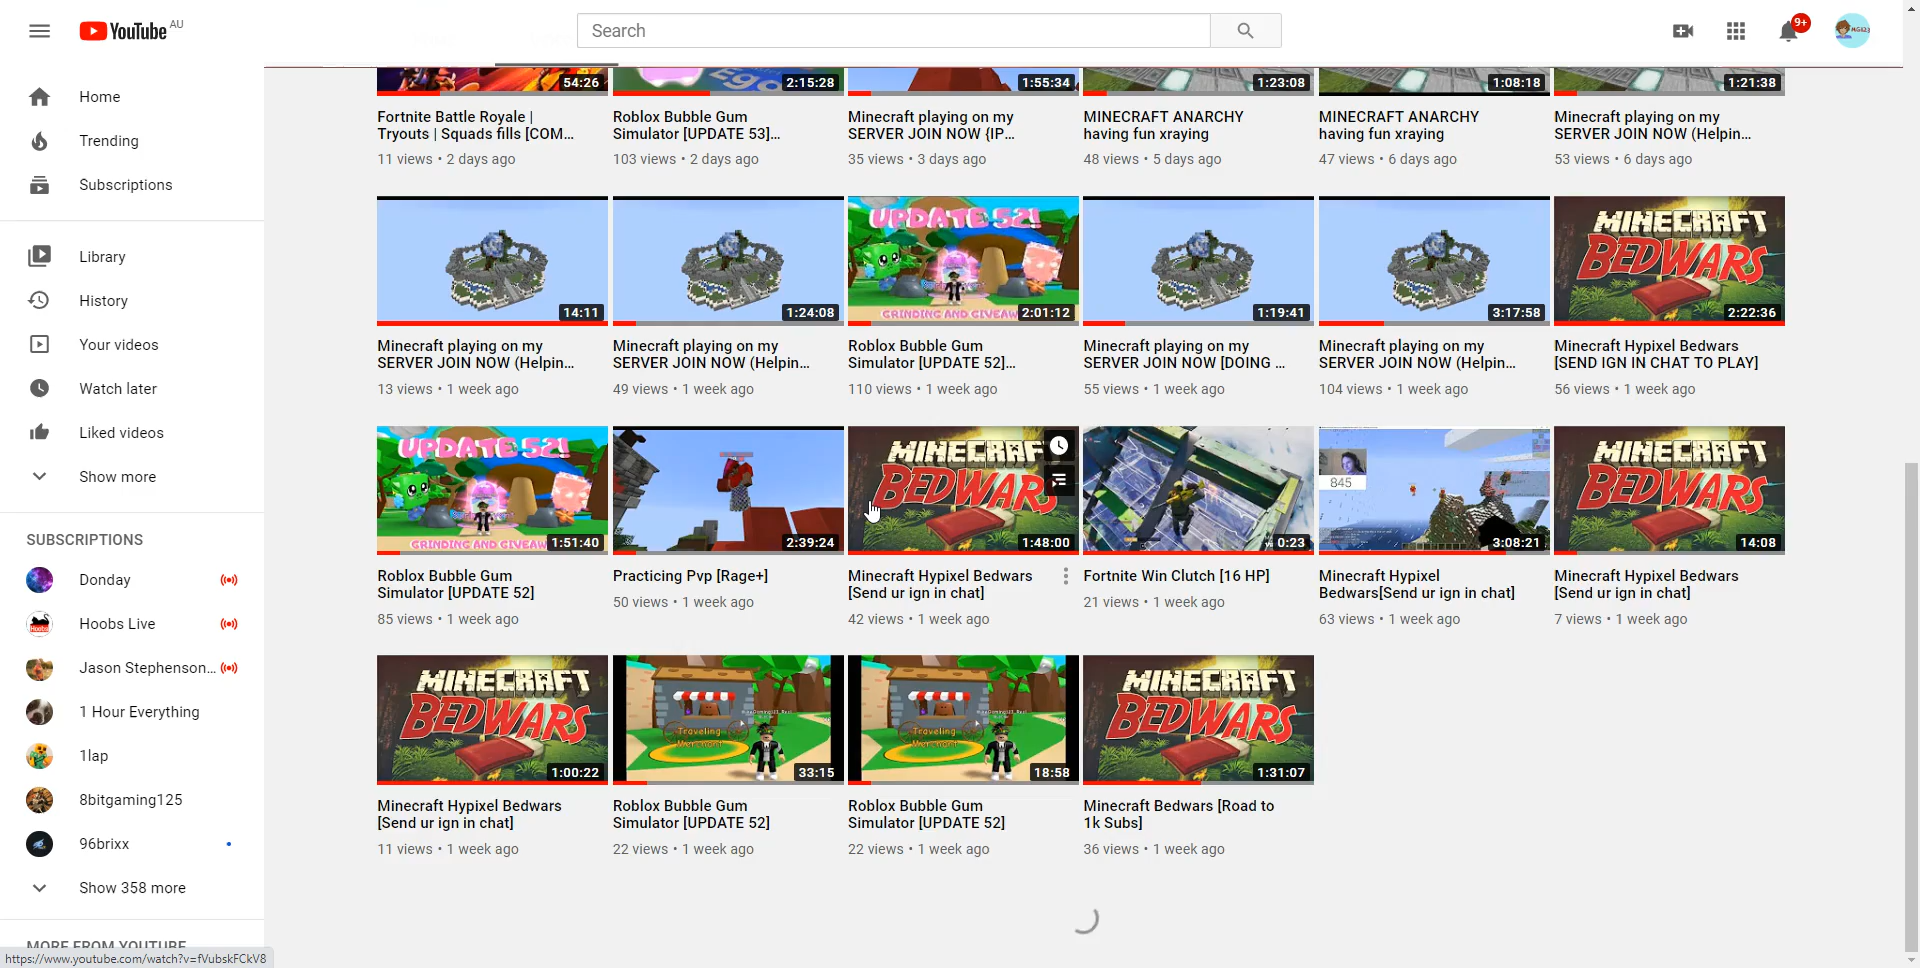 YouTube AU
Search
9+
Home
Trending
Subscriptions
Library
History
Your videos
Watch later
Liked videos
Show more
SUBSCRIPTIONS
Donday
Hoobs Live
Jason Stephenson...
1 Hour Everything
1lap
8bitgaming125
96brixx
Show 358 more
MORE FROM YOUTUBE
https://www.youtube.com/watch?v=fVubskFCkV8
54:26
2:15:28
1:55:34
1:23:08
1:08:18
1:21:38
Fortnite Battle Royale |
Tryouts | Squads fills [COM...
11 views • 2 days ago
Roblox Bubble Gum
Simulator [UPDATE 53]...
103 views • 2 days ago
Minecraft playing on my
SERVER JOIN NOW {IP...
35 views • 3 days ago
MINECRAFT ANARCHY
having fun xraying
48 views • 5 days ago
MINECRAFT ANARCHY
having fun xraying
47 views • 6 days ago
Minecraft playing on my
SERVER JOIN NOW (Helpin...
53 views • 6 days ago
14:11
1:24:08
UPDATE 52!
GRINDING AND GIVEAW
2:01:12
1:19:41
3:17:58
MINECRAFT
BEDWARS
2:22:36
Minecraft playing on my
SERVER JOIN NOW (Helpin...
13 views • 1 week ago
Minecraft playing on my
SERVER JOIN NOW (Helpin...
49 views • 1 week ago
Roblox Bubble Gum
Simulator [UPDATE 52]...
110 views • 1 week ago
Minecraft playing on my
SERVER JOIN NOW [DOING ...
55 views • 1 week ago
Minecraft playing on my
SERVER JOIN NOW (Helpin...
104 views • 1 week ago
Minecraft Hypixel Bedwars
[SEND IGN IN CHAT TO PLAY]
56 views • 1 week ago
UPDATE 52!
GRINDING AND GIVEAW
1:51:40
2:39:24
MINECRAF
BEDWARS
1:48:00
0:23
845
3:08:21
MINECRAFT
BEDWARS
14:08
Roblox Bubble Gum
Simulator [UPDATE 52]
85 views • 1 week ago
Practicing Pvp [Rage+]
50 views • 1 week ago
Minecraft Hypixel Bedwars
[Send ur ign in chat]
42 views • 1 week ago
Fortnite Win Clutch [16 HP]
21 views • 1 week ago
Minecraft Hypixel
Bedwars[Send ur ign in chat]
63 views • 1 week ago
Minecraft Hypixel Bedwars
[Send ur ign in chat]
7 views • 1 week ago
MINECRAFT
BEDWARS
1:00:22
Traveling
Merchant
33:15
Traveling
Merchant
18:58
MINECRAFT
BEDWARS
1:31:07
Minecraft Hypixel Bedwars
[Send ur ign in chat]
11 views • 1 week ago
Roblox Bubble Gum
Simulator [UPDATE 52]
22 views • 1 week ago
Roblox Bubble Gum
Simulator [UPDATE 52]
22 views • 1 week ago
Minecraft Bedwars [Road to
1k Subs]
36 views • 1 week ago